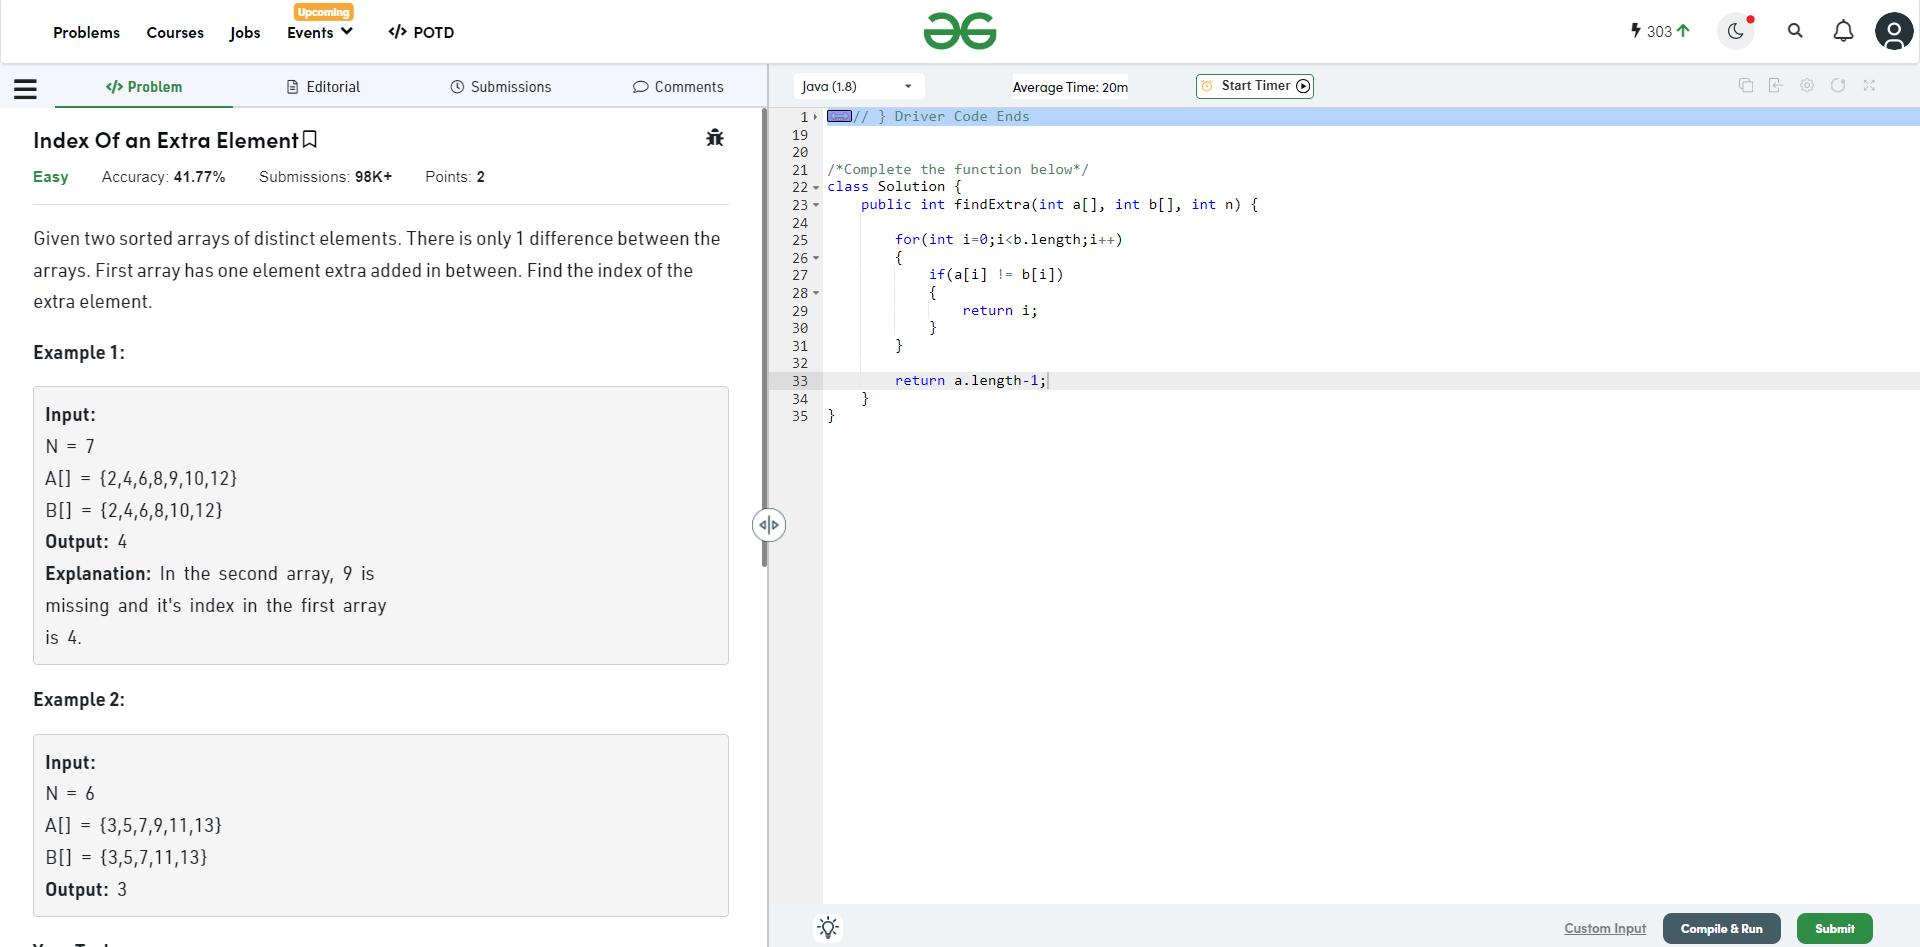 Problems Courses Jobs Events POTD
Upcoming
303
Problem Editorial Submissions Comments
Index Of an Extra Element
Easy Accuracy: 41.77% Submissions: 98K+ Points: 2
Given two sorted arrays of distinct elements. There is only 1 difference between the
arrays. First array has one element extra added in between. Find the index of the
extra element.
Example 1:
Input:
N = 7
A[] = {2,4,6,8,9,10,12}
B[] = {2,4,6,8,10,12}
Output: 4
Explanation: In the second array, 9 is
missing and it's index in the first array
is 4.
Example 2:
Input:
N = 6
A[] = {3,5,7,9,11,13}
B[] = {3,5,7,11,13}
Output: 3
Java (1.8) Average Time: 20m Start Timer
1 // } Driver Code Ends
19
20
21 /*Complete the function below*/
22 class Solution {
23 public int findExtra(int a[], int b[], int n) {
24
25 for(int i=0;i<b.length;i++)
26 {
27 if(a[i] != b[i])
28 {
29 return i;
30 }
31 }
32
33 return a.length-1;
34 }
35 }
Custom Input Compile & Run Submit